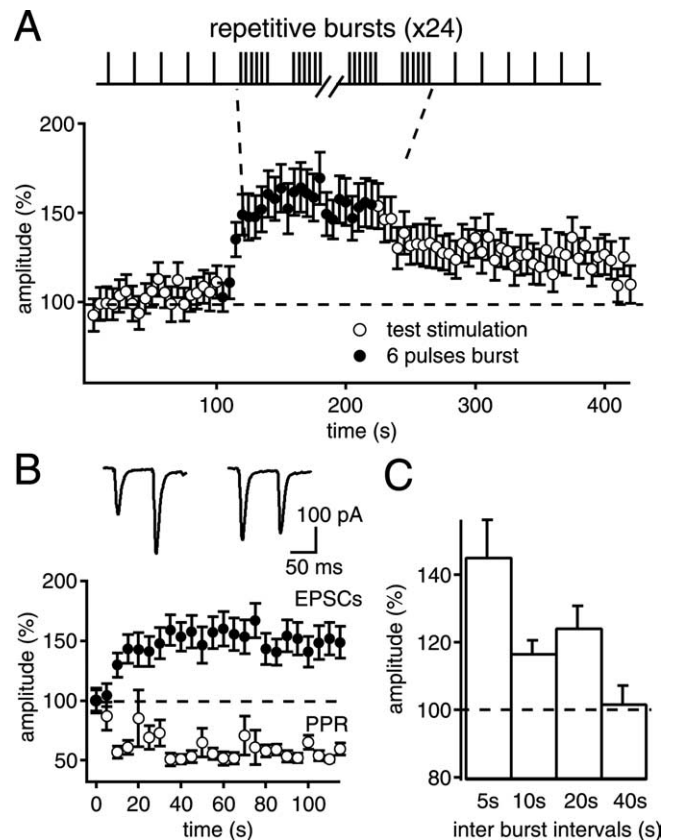 A
repetitive bursts (x24)
200
150
100
amplitude (%)
test stimulation
6 pulses burst
100 200 300 400
time (s)
B
100 pA
50 ms
200
150
100
50
amplitude (%)
EPSCs
PPR
0 20 40 60 80 100
time (s)
C
140
120
100
80
amplitude (%)
5s 10s 20s 40s
inter burst intervals (s)